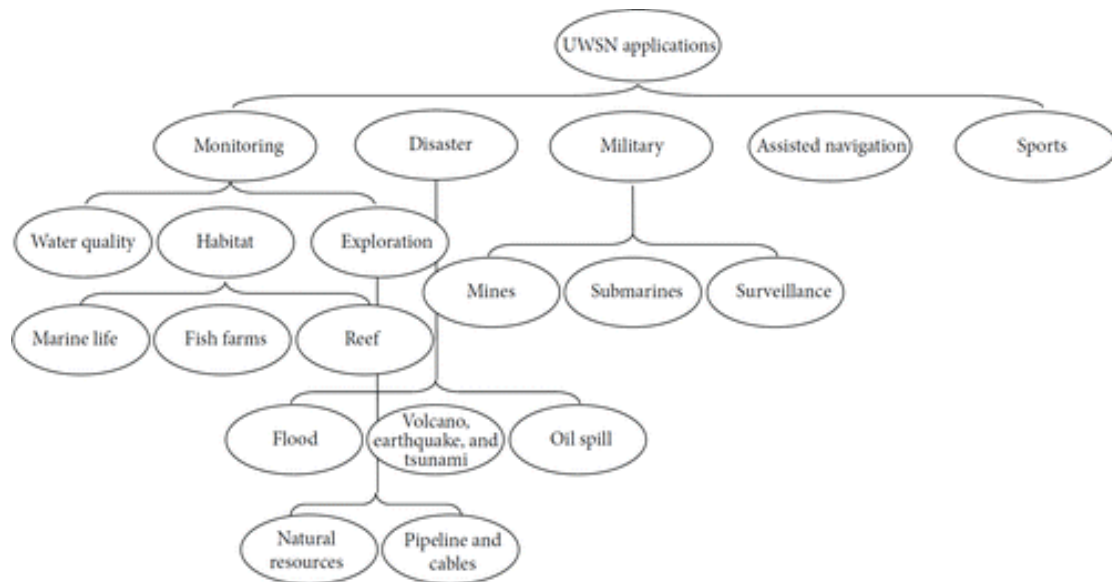 UWSN applications
Monitoring
Disaster
Military
Assisted navigation
Sports
Water quality
Habitat
Exploration
Mines
Submarines
Surveillance
Marine life
Fish farms
Reef
Flood
Volcano,
earthquake, and
tsunami
Oil spill
Natural
resources
Pipeline and
cables